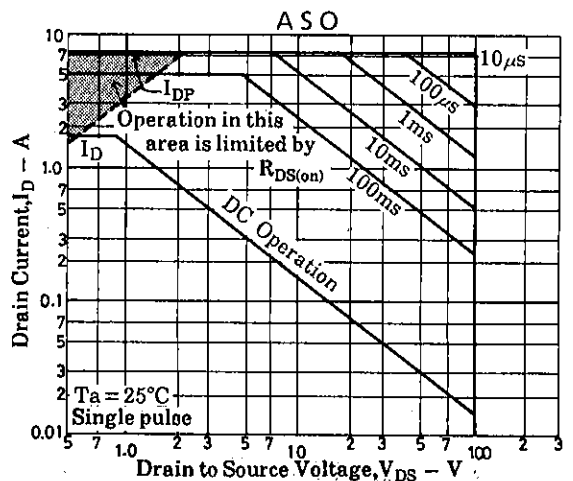 ASO
10
7
5
3
2
1.0
7
5
3
2
0.1
7
5
3
2
0.01
Drain Current,I_D – A
I_DP
Operation in this
area is limited by
R_DS(on)
I_D
10μs
100μs
1ms
10ms
100ms
DC Operation
Ta=25°C
Single pulse
5 7 1.0 2 3 5 7 10 2 3 5 7 100 2 3
Drain to Source Voltage,V_DS – V